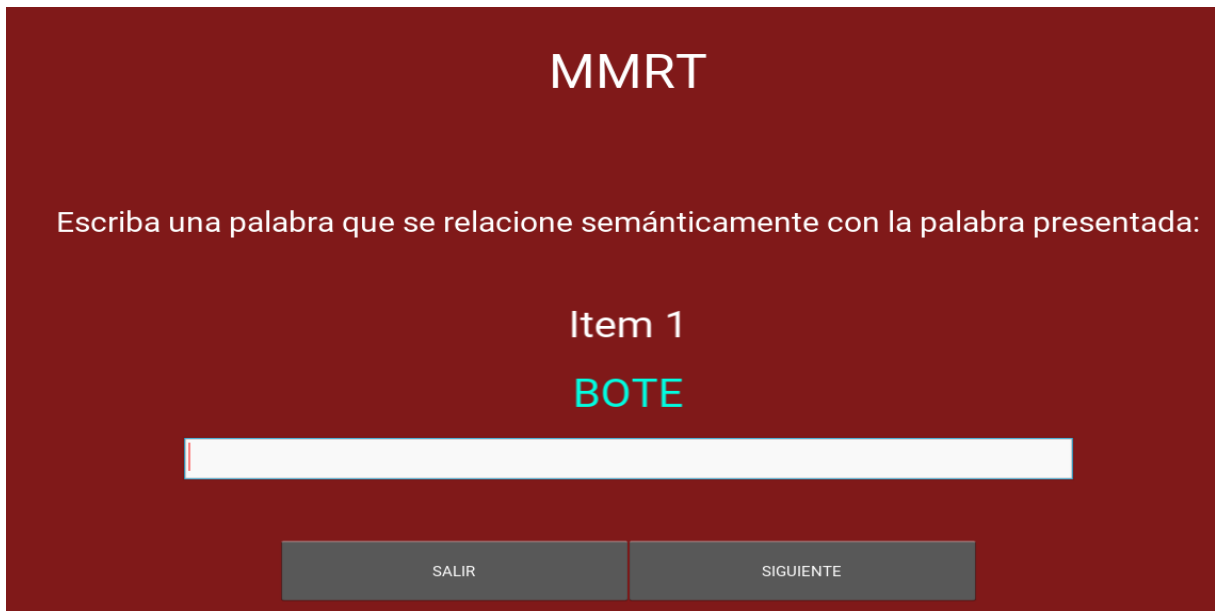 MMRT
Escriba una palabra que se relacione semánticamente con la palabra presentada:
Item 1
BOTE
SALIR
SIGUIENTE